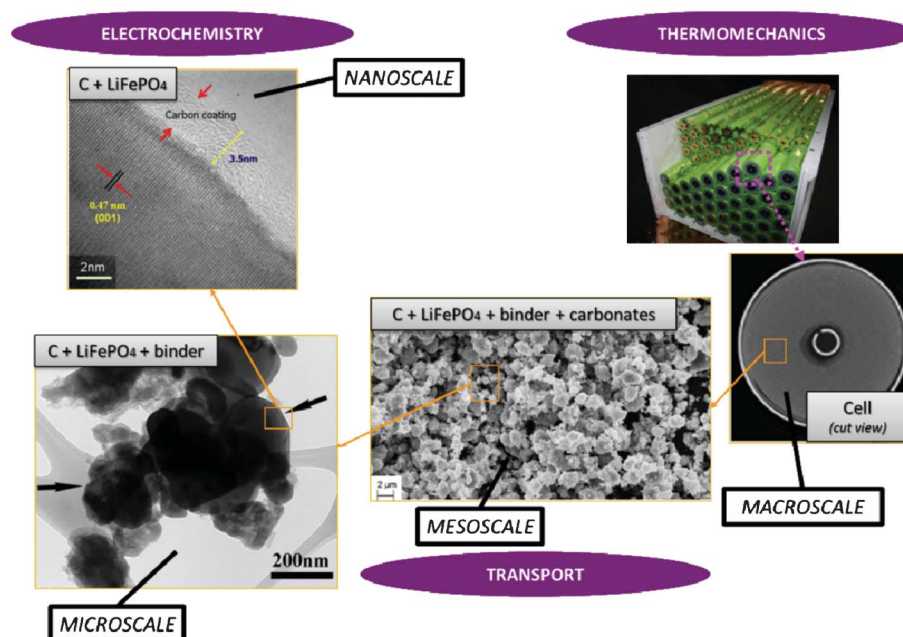 ELECTROCHEMISTRY
THERMOMECHANICS
C + LiFePO₄
NANOSCALE
Carbon coating
3.5nm
0.47 nm
(001)
2nm
C + LiFePO₄ + binder
C + LiFePO₄ + binder + carbonates
Cell
(cut view)
2 µm
200nm
MESOSCALE
MACROSCALE
TRANSPORT
MICROSCALE